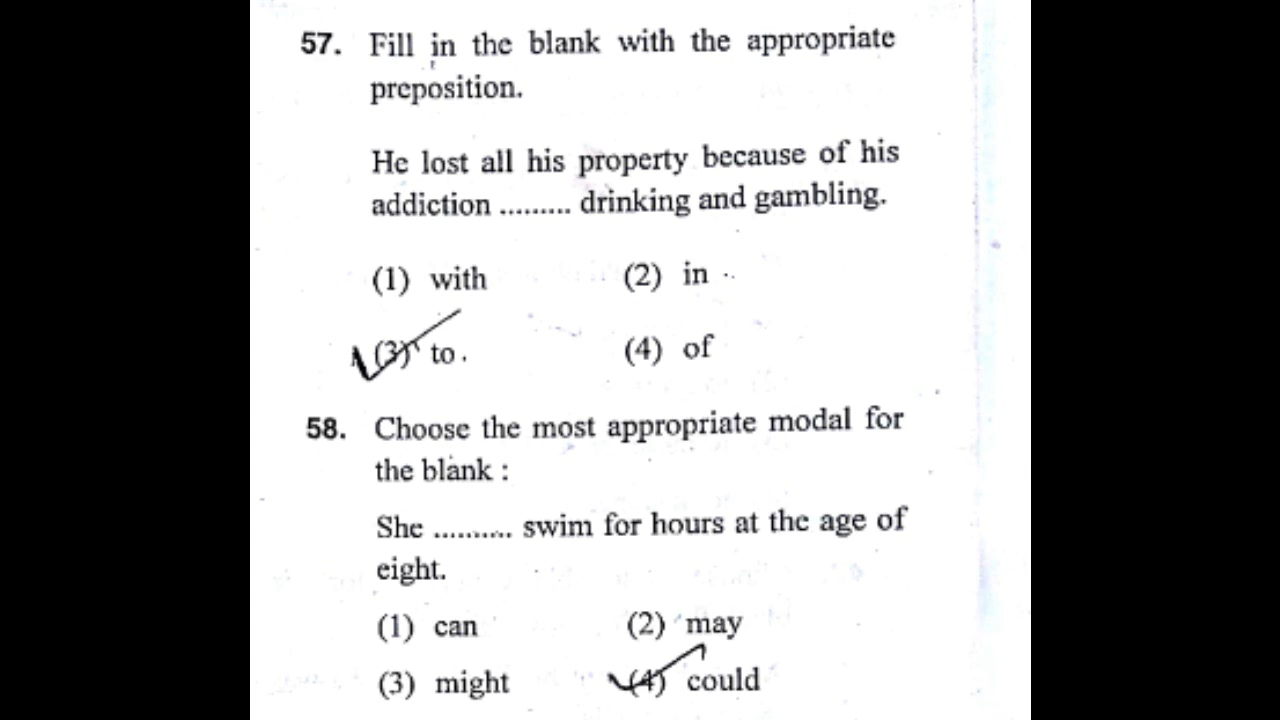 57. Fill in the blank with the appropriate
preposition.
He lost all his property because of his
addiction ......... drinking and gambling.
(1) with (2) in
(3) to. (4) of
58. Choose the most appropriate modal for
the blank :
She .......... swim for hours at the age of
eight.
(1) can (2) may
(3) might (4) could